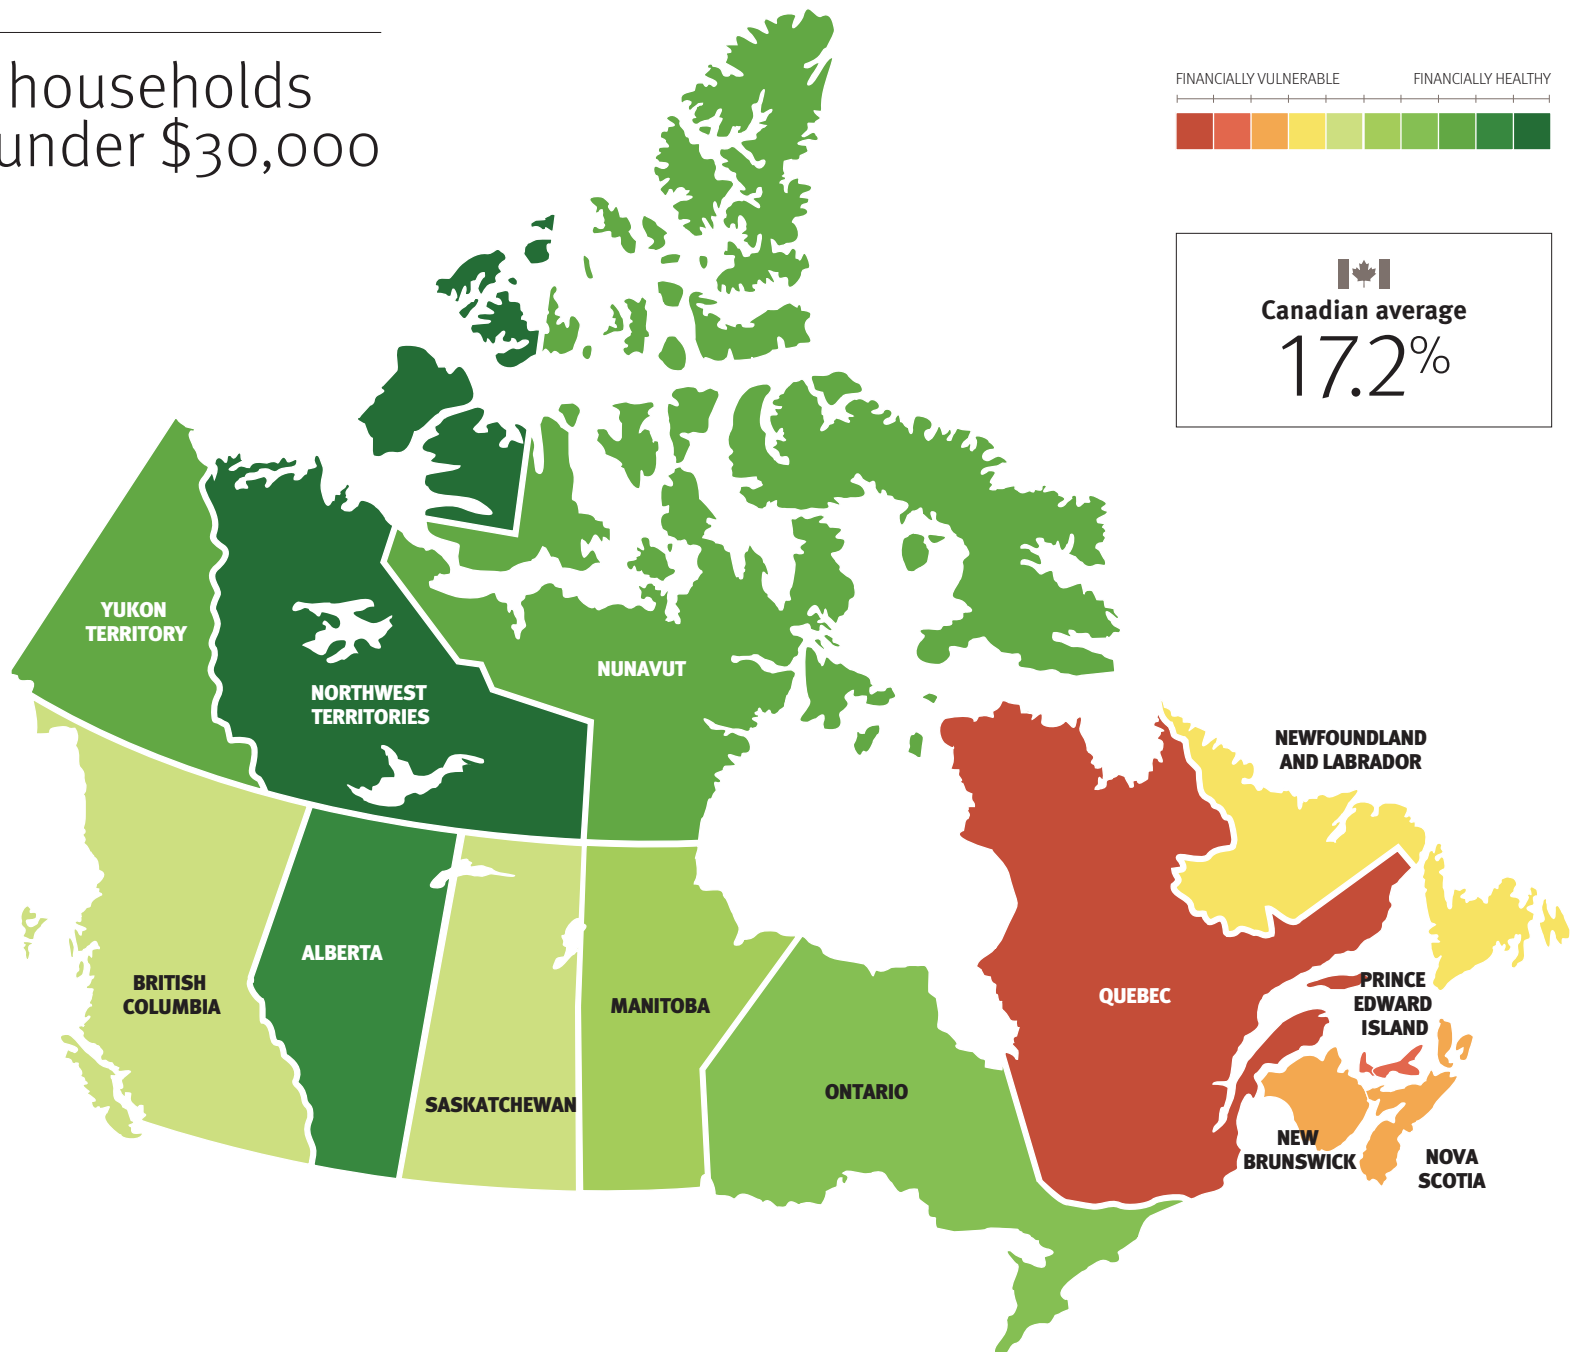 households
under $30,000
FINANCIALLY VULNERABLE
FINANCIALLY HEALTHY
Canadian average
17.2%
YUKON
TERRITORY
NORTHWEST
TERRITORIES
NUNAVUT
NEWFOUNDLAND
AND LABRADOR
BRITISH
COLUMBIA
ALBERTA
SASKATCHEWAN
MANITOBA
ONTARIO
QUEBEC
PRINCE
EDWARD
ISLAND
NEW
BRUNSWICK
NOVA
SCOTIA